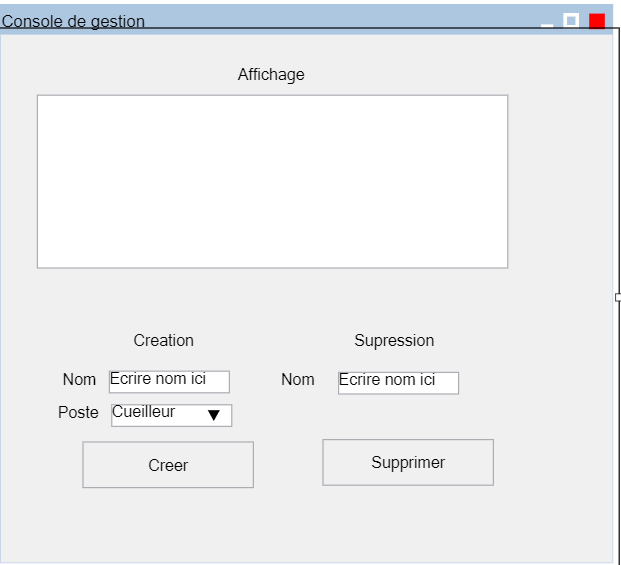 Console de gestion
Affichage
Creation
Supression
Nom
Ecrire nom ici
Nom
Ecrire nom ici
Poste
Cueilleur
Creer
Supprimer